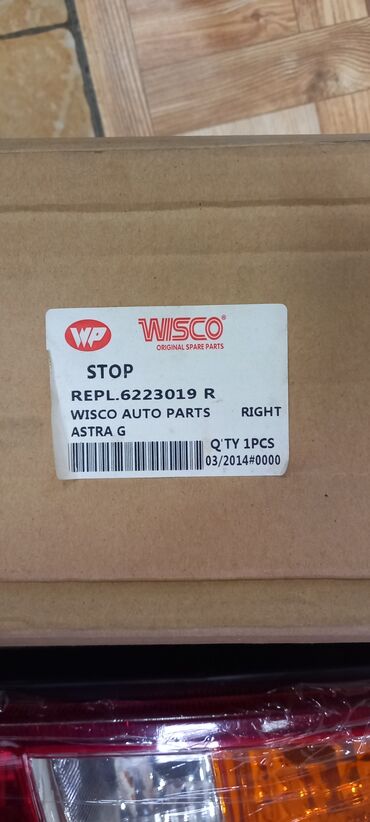 WP WISCO
ORIGINAL SPARE PARTS
STOP
REPL.6223019 R
WISCO AUTO PARTS RIGHT
ASTRA G
Q'TY 1PCS
03/2014#0000